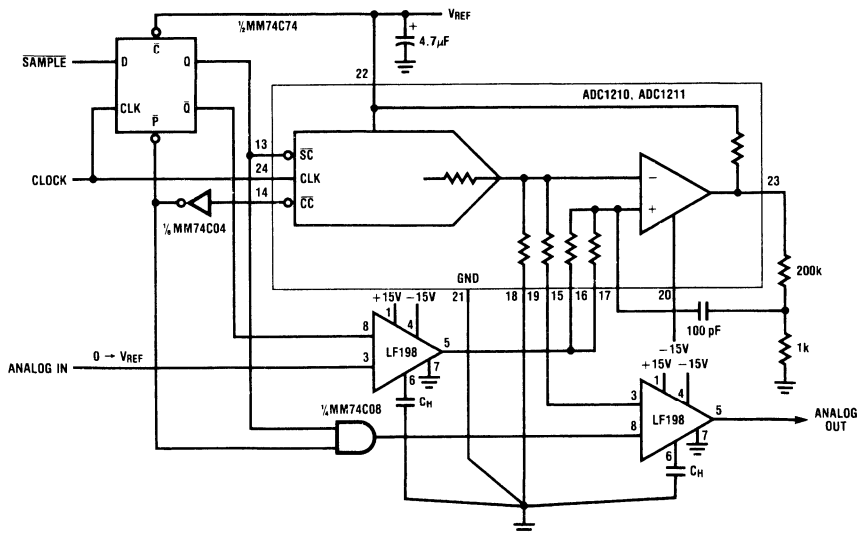 V_REF
½MM74C74
C̅
4.7μF
S̅A̅M̅P̅L̅E̅
D
Q
22
ADC1210, ADC1211
CLK
Q̅
P̅
13
S̅C̅
24
CLK
CLOCK
14
C̅C̅
−
+
23
⅙MM74C04
GND
200k
+15V −15V
21
18
19
15
16
17
20
1
4
100 pF
8
5
−15V
1k
0 → V_REF
LF198
+15V −15V
ANALOG IN
3
7
1
4
6
3
5
ANALOG
OUT
C_H
LF198
¼MM74C08
8
7
6
C_H